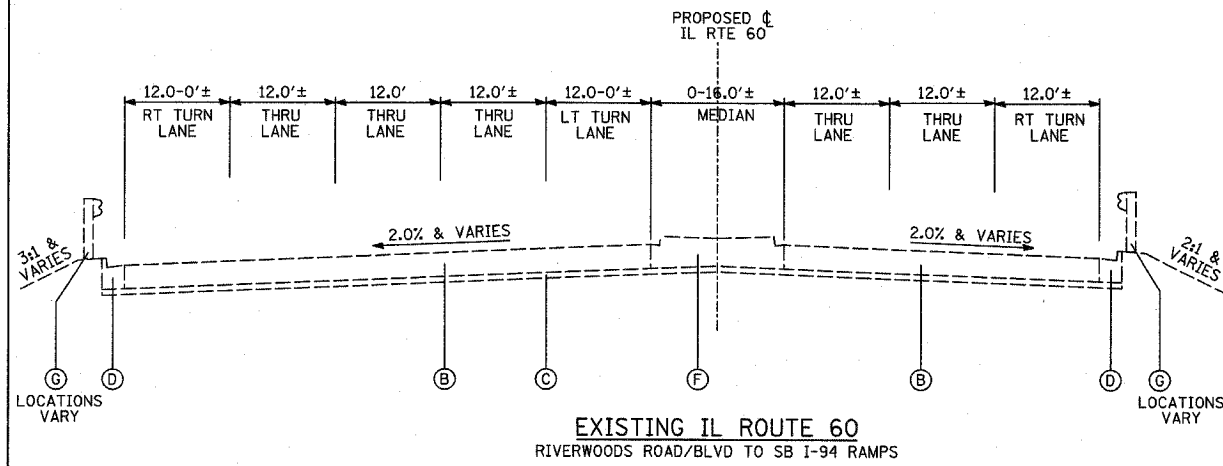 PROPOSED ℄
IL RTE 60
12.0-0'± 12.0'± 12.0' 12.0'± 12.0-0'± 0-16.0'± 12.0'± 12.0'± 12.0'±
RT TURN LANE THRU LANE THRU LANE THRU LANE LT TURN LANE MEDIAN THRU LANE THRU LANE RT TURN LANE
3:1 & VARIES
2.0% & VARIES
2.0% & VARIES
2:1 & VARIES
G D B C F B D G
LOCATIONS VARY
LOCATIONS VARY
EXISTING IL ROUTE 60
RIVERWOODS ROAD/BLVD TO SB I-94 RAMPS